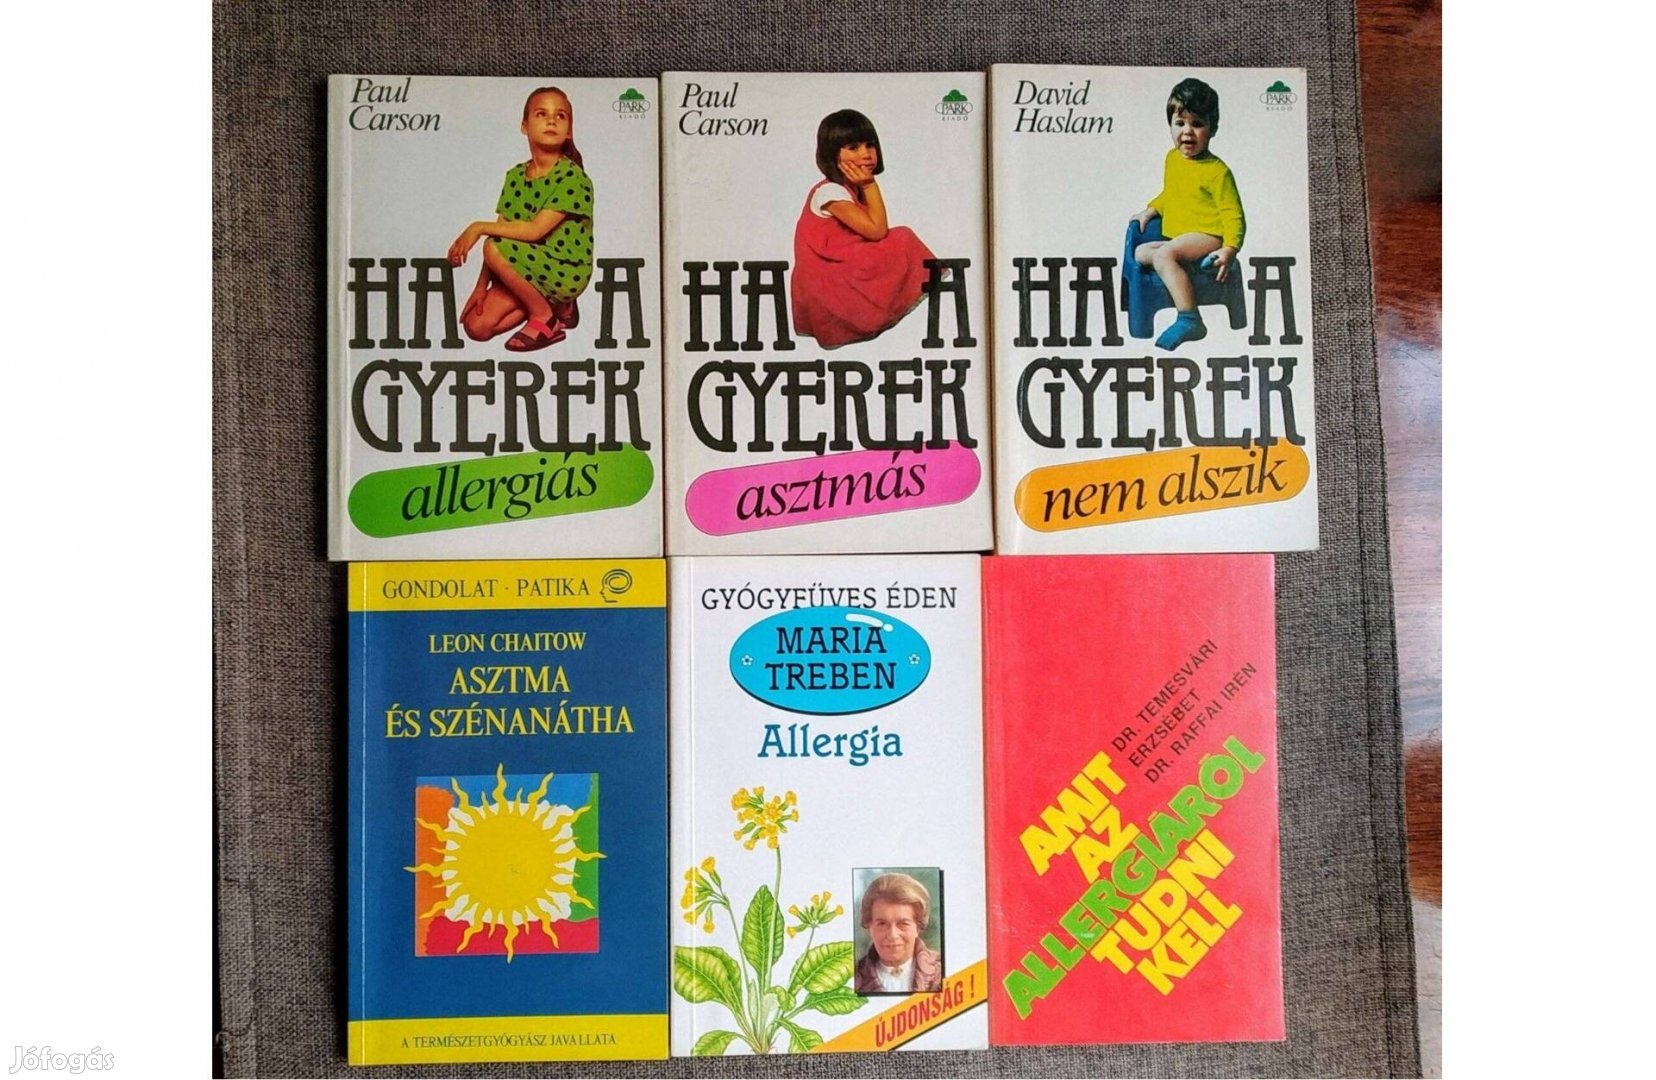 Paul
Carson
PARK
KIADÓ
HA A
GYEREK
allergiás
Paul
Carson
PARK
KIADÓ
HA A
GYEREK
asztmás
David
Haslam
PARK
KIADÓ
HA A
GYEREK
nem alszik
GONDOLAT · PATIKA
LEON CHAITOW
ASZTMA
ÉS SZÉNANÁTHA
A TERMÉSZETGYÓGYÁSZ JAVALLATA
GYÓGYFÜVES ÉDEN
MARIA
TREBEN
Allergia
ÚJDONSÁG !
DR. TEMESVÁRI
ERZSÉBET
DR. RAFFAI IRÉN
AMIT
AZ
ALLERGIÁRÓL
TUDNI
KELL
Jófogás